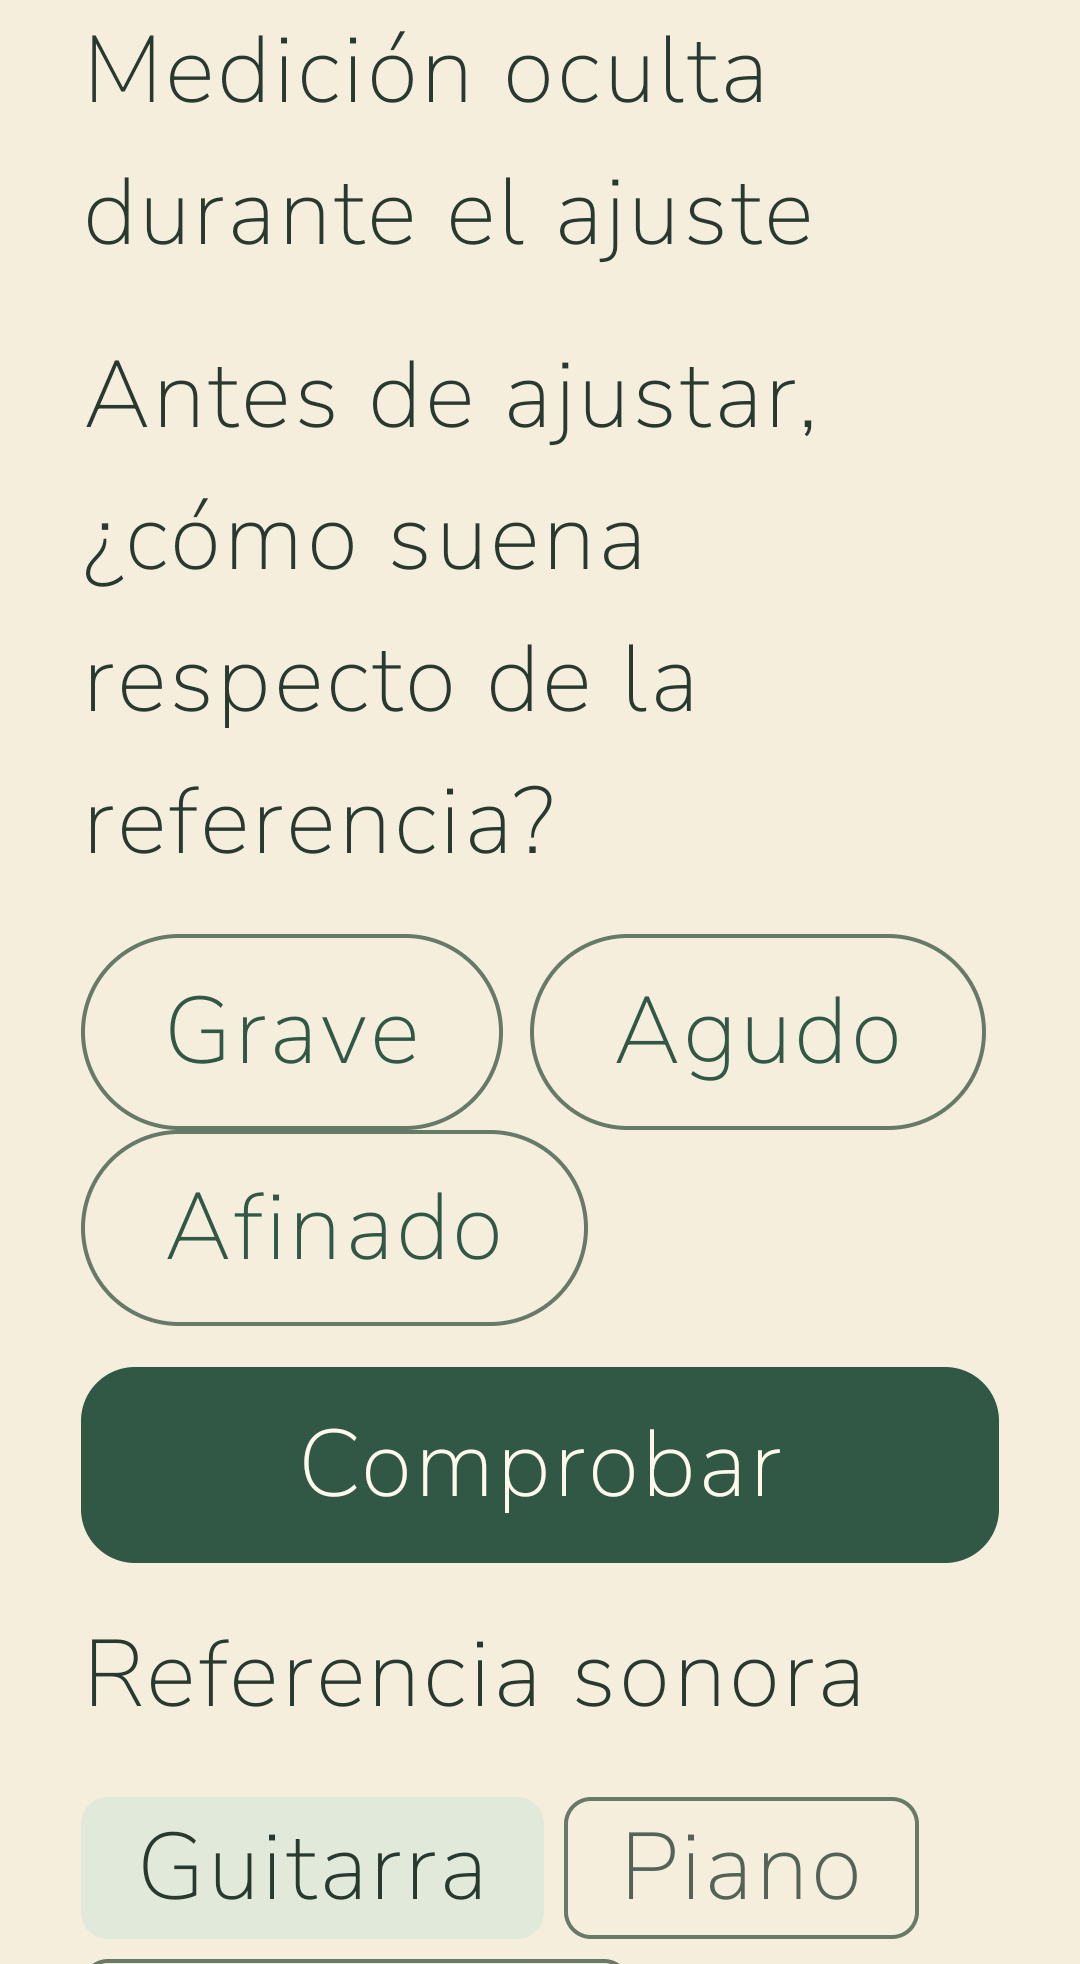 Medición oculta
durante el ajuste
Antes de ajustar,
¿cómo suena
respecto de la
referencia?
Grave
Agudo
Afinado
Comprobar
Referencia sonora
Guitarra
Piano